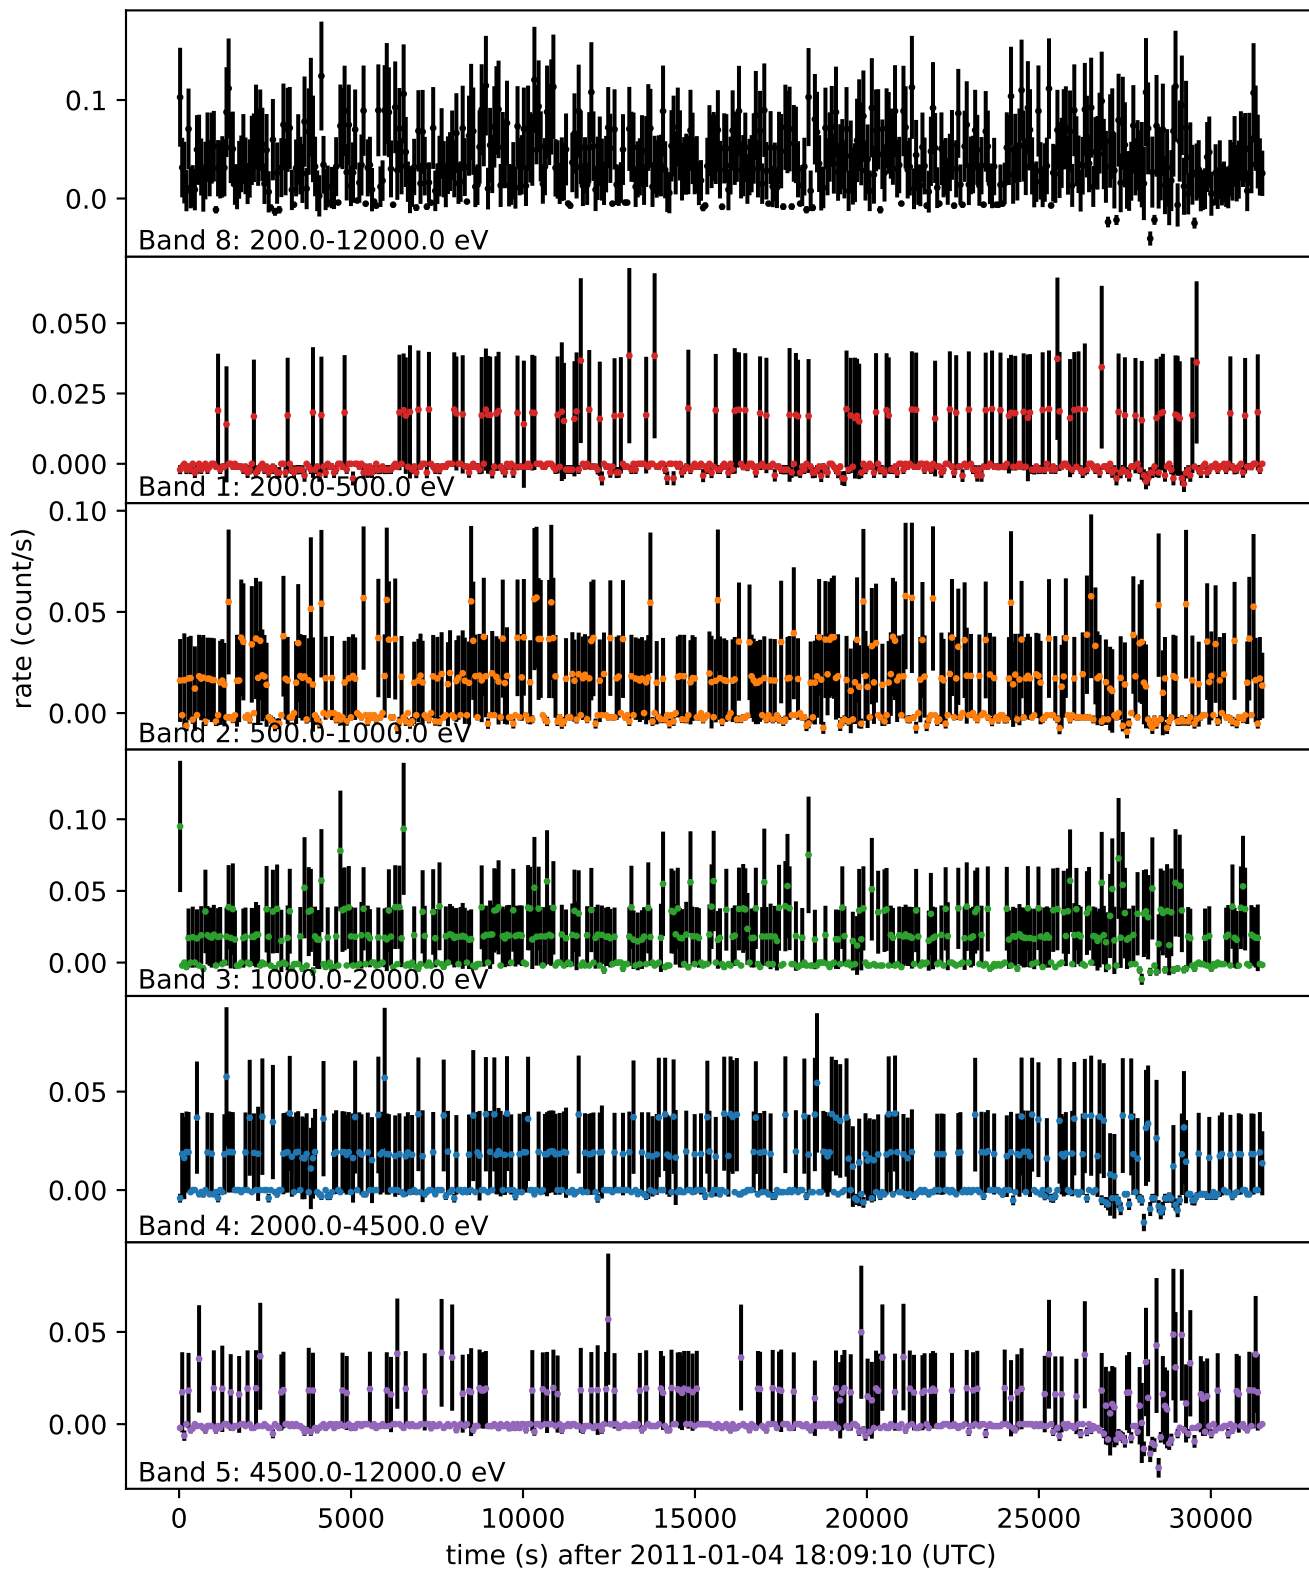 0.1
0.0
Band 8: 200.0-12000.0 eV
0.050
0.025
0.000
Band 1: 200.0-500.0 eV
rate (count/s)
0.10
0.05
0.00
Band 2: 500.0-1000.0 eV
0.10
0.05
0.00
Band 3: 1000.0-2000.0 eV
0.05
0.00
Band 4: 2000.0-4500.0 eV
0.05
0.00
Band 5: 4500.0-12000.0 eV
0 5000 10000 15000 20000 25000 30000
time (s) after 2011-01-04 18:09:10 (UTC)